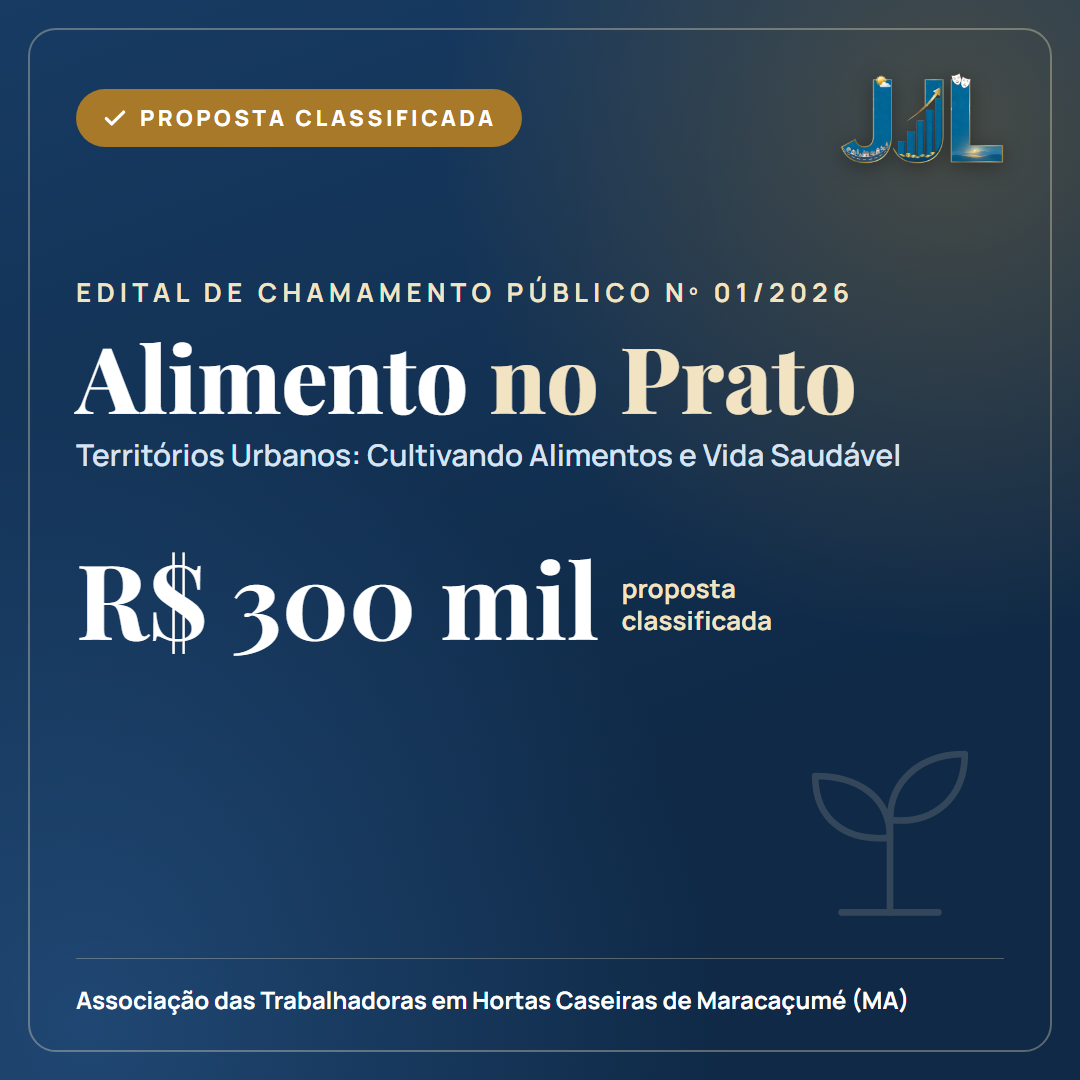 PROPOSTA CLASSIFICADA
JJL
EDITAL DE CHAMAMENTO PÚBLICO Nº 01/2026
Alimento no Prato
Territórios Urbanos: Cultivando Alimentos e Vida Saudável
R$ 300 mil
proposta
classificada
Associação das Trabalhadoras em Hortas Caseiras de Maracaçumé (MA)